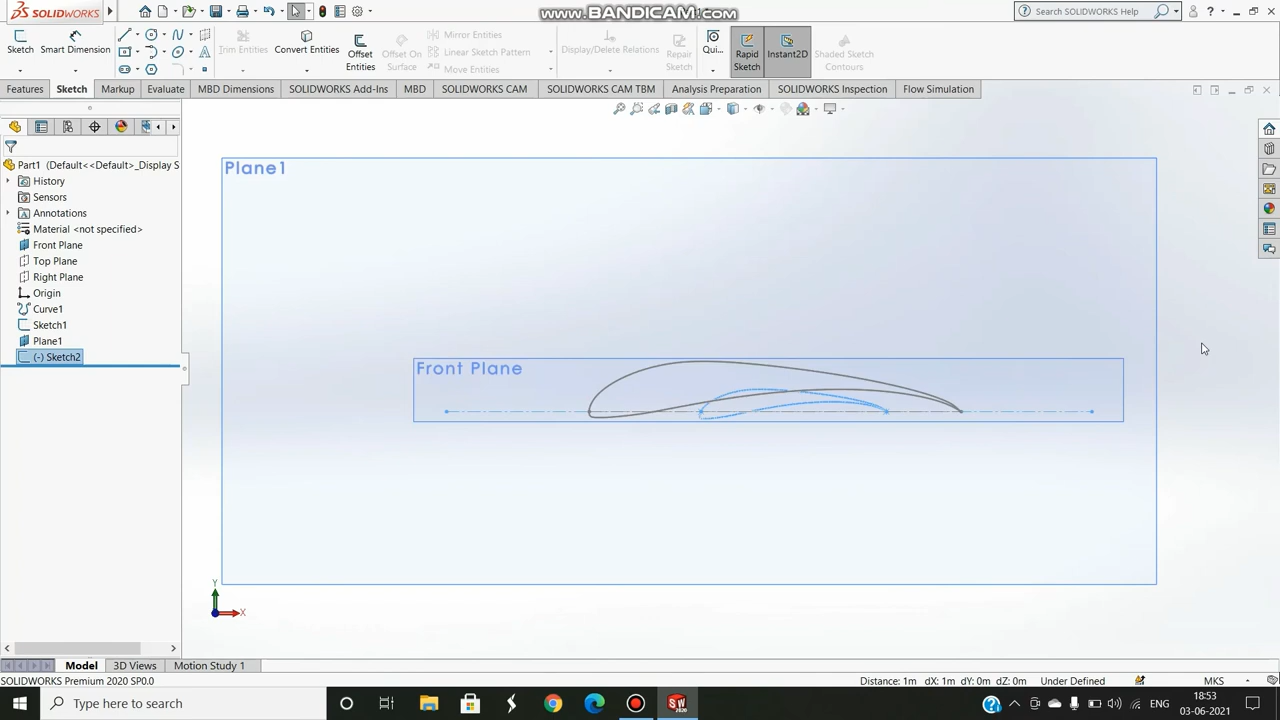 SOLIDWORKS
www.BANDICAM.com
Search SOLIDWORKS Help
Sketch
Smart Dimension
Trim Entities
Convert Entities
Offset Entities
Offset On Surface
Mirror Entities
Linear Sketch Pattern
Move Entities
Display/Delete Relations
Repair Sketch
Qui...
Rapid Sketch
Instant2D
Shaded Sketch Contours
Features
Sketch
Markup
Evaluate
MBD Dimensions
SOLIDWORKS Add-Ins
MBD
SOLIDWORKS CAM
SOLIDWORKS CAM TBM
Analysis Preparation
SOLIDWORKS Inspection
Flow Simulation
Part1 (Default<<Default>_Display S
History
Sensors
Annotations
Material <not specified>
Front Plane
Top Plane
Right Plane
Origin
Curve1
Sketch1
Plane1
(-) Sketch2
Plane1
Front Plane
Y
X
Model
3D Views
Motion Study 1
SOLIDWORKS Premium 2020 SP0.0
Distance: 1m dX: 1m dY: 0m dZ: 0m
Under Defined
MKS
Type here to search
ENG
18:53
03-06-2021